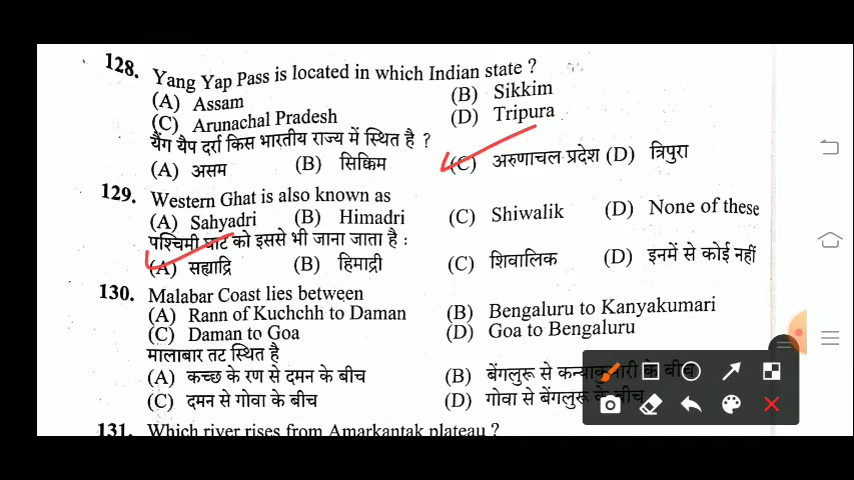 128. Yang Yap Pass is located in which Indian state ?
(A) Assam (B) Sikkim
(C) Arunachal Pradesh (D) Tripura
यैंग यैप दर्रा किस भारतीय राज्य में स्थित है ?
(A) असम (B) सिक्किम (C) अरुणाचल प्रदेश (D) त्रिपुरा
129. Western Ghat is also known as
(A) Sahyadri (B) Himadri (C) Shiwalik (D) None of these
पश्चिमी घाट को इससे भी जाना जाता है :
(A) सह्याद्रि (B) हिमाद्री (C) शिवालिक (D) इनमें से कोई नहीं
130. Malabar Coast lies between
(A) Rann of Kuchchh to Daman (B) Bengaluru to Kanyakumari
(C) Daman to Goa (D) Goa to Bengaluru
मालाबार तट स्थित है
(A) कच्छ के रण से दमन के बीच (B) बेंगलुरू से कन्याकुमारी के बीच
(C) दमन से गोवा के बीच (D) गोवा से बेंगलुरू के बीच
131. Which river rises from Amarkantak plateau ?